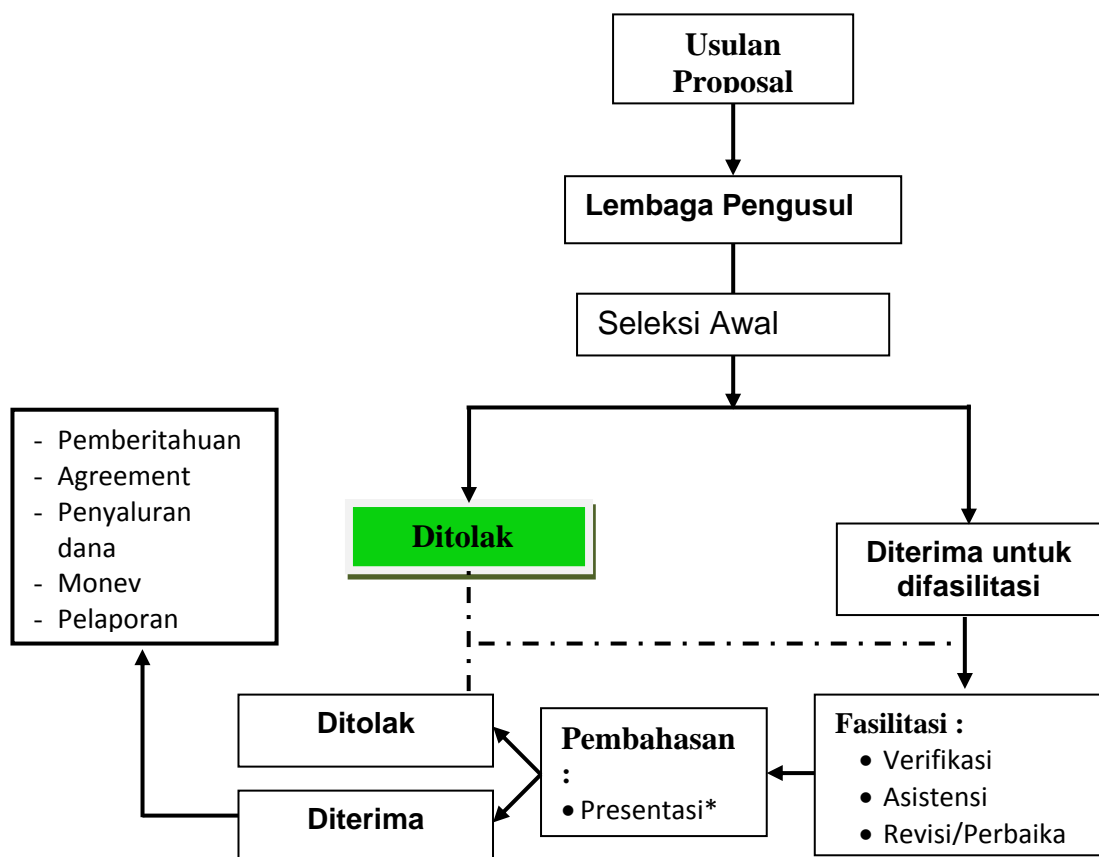 Usulan
Proposal
Lembaga Pengusul
Seleksi Awal
- Pemberitahuan
- Agreement
- Penyaluran
dana
- Monev
- Pelaporan
Ditolak
Diterima untuk
difasilitasi
Ditolak
Diterima
Pembahasan
:
• Presentasi*
Fasilitasi :
• Verifikasi
• Asistensi
• Revisi/Perbaika